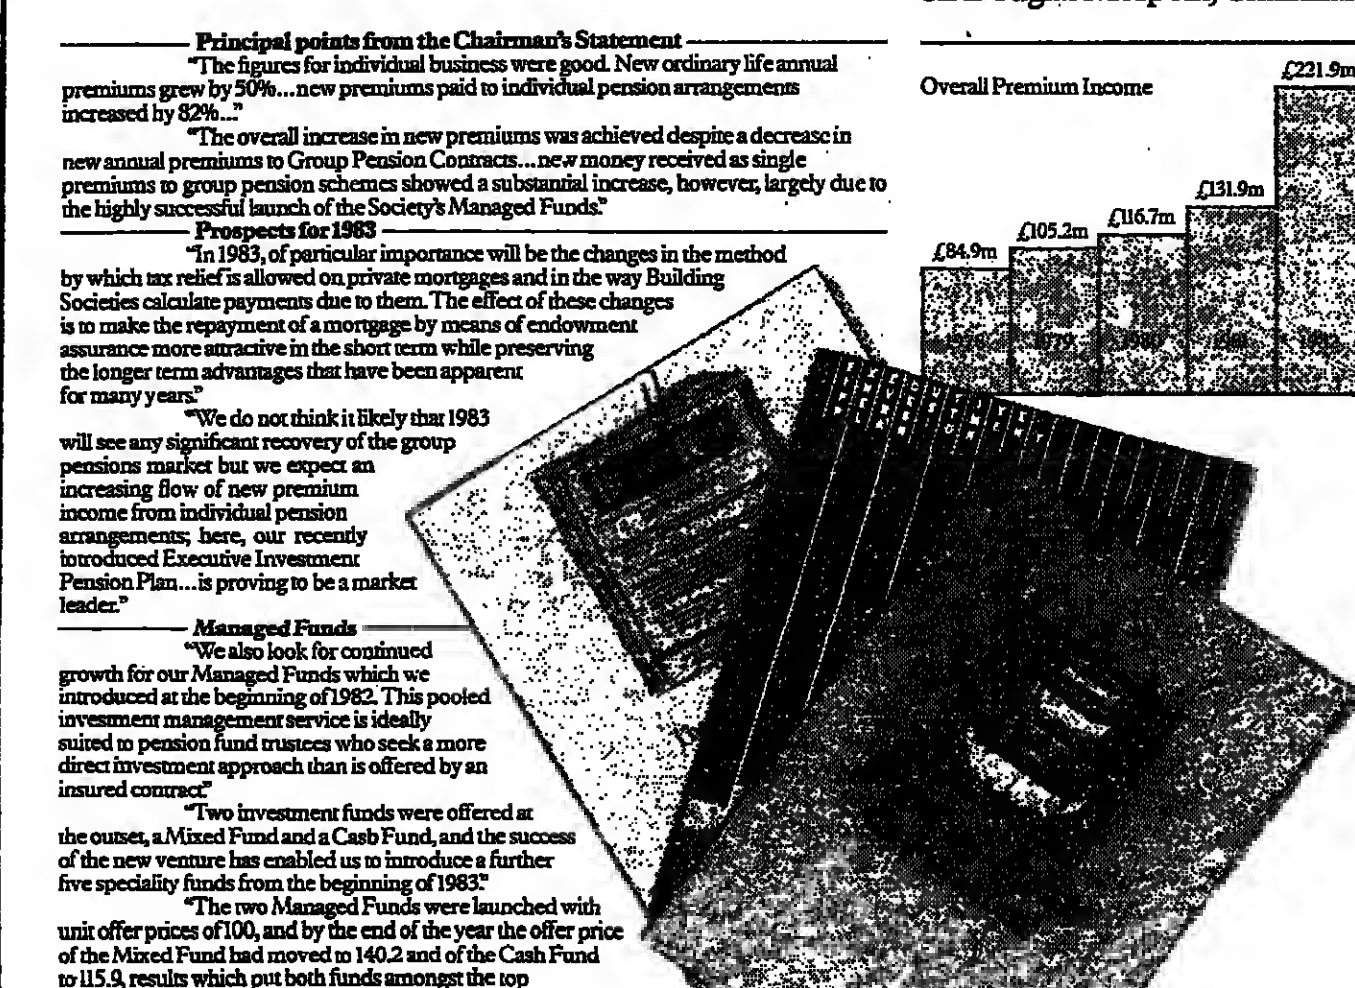 Principal points from the Chairman's Statement
"The figures for individual business were good. New ordinary life annual
premiums grew by 50%...new premiums paid to individual pension arrangements
increased by 82%..."
"The overall increase in new premiums was achieved despite a decrease in
new annual premiums to Group Pension Contracts...new money received as single
premiums to group pension schemes showed a substantial increase, however, largely due to
the highly successful launch of the Society's Managed Funds."
Prospects for 1983
"In 1983, of particular importance will be the changes in the method
by which tax relief is allowed on private mortgages and in the way Building
Societies calculate payments due to them. The effect of these changes
is to make the repayment of a mortgage by means of endowment
assurance more attractive in the short term while preserving
the longer term advantages that have been apparent
for many years."
"We do not think it likely that 1983
will see any significant recovery of the group
pensions market but we expect an
increasing flow of new premium
income from individual pension
arrangements; here, our recently
introduced Executive Investment
Pension Plan...is proving to be a market
leader."
Managed Funds
"We also look for continued
growth for our Managed Funds which we
introduced at the beginning of 1982. This pooled
investment management service is ideally
suited to pension fund trustees who seek a more
direct investment approach than is offered by an
insured contract."
"Two investment funds were offered at
the outset, a Mixed Fund and a Cash Fund, and the success
of the new venture has enabled us to introduce a further
five speciality funds from the beginning of 1983."
"The two Managed Funds were launched with
unit offer prices of 100, and by the end of the year the offer price
of the Mixed Fund had moved to 140.2 and of the Cash Fund
to 115.9, results which put both funds amongst the top
Overall Premium Income
£84.9m
£105.2m
£116.7m
£131.9m
£221.9m
1979
1980
1981
1982